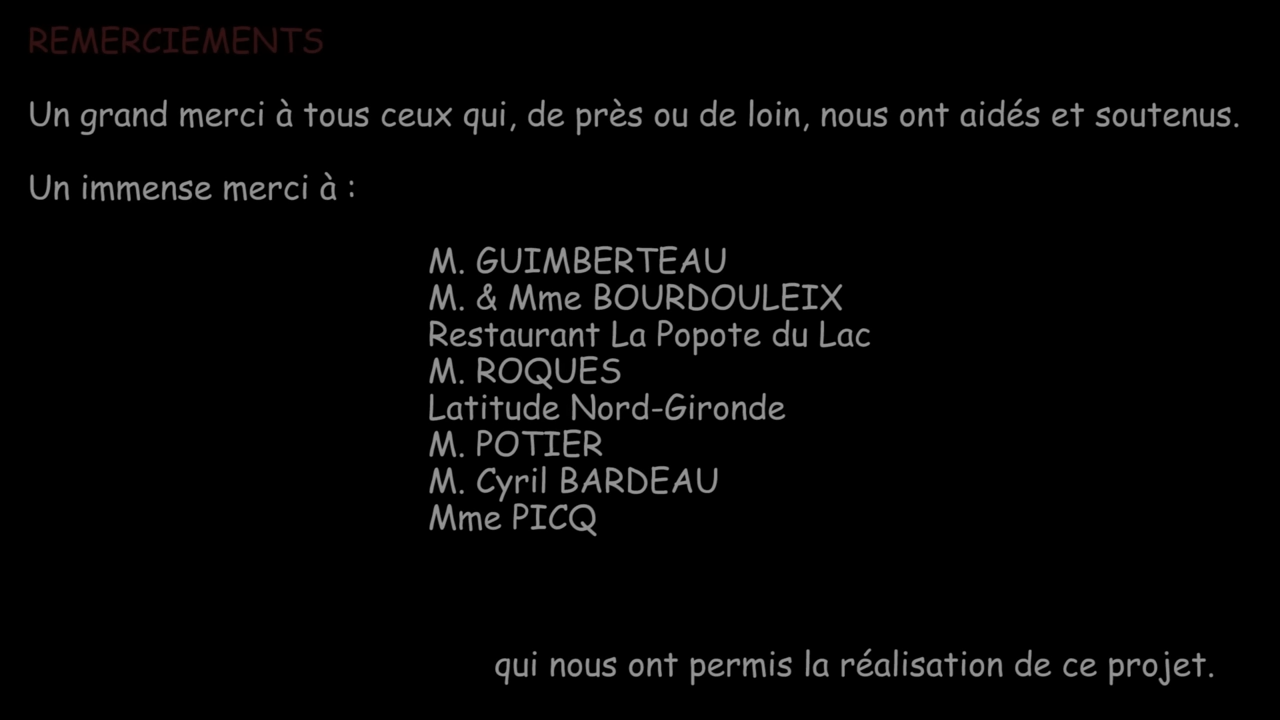 REMERCIEMENTS
Un grand merci à tous ceux qui, de près ou de loin, nous ont aidés et soutenus.
Un immense merci à :
M. GUIMBERTEAU
M. & Mme BOURDOULEIX
Restaurant La Popote du Lac
M. ROQUES
Latitude Nord-Gironde
M. POTIER
M. Cyril BARDEAU
Mme PICQ
qui nous ont permis la réalisation de ce projet.